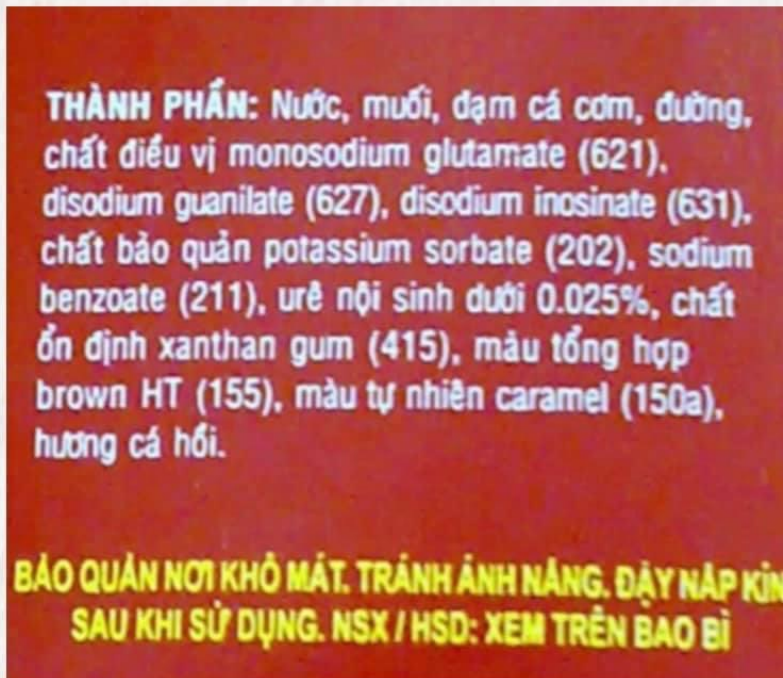 THÀNH PHẦN: Nước, muối, đạm cá cơm, đường,
chất điều vị monosodium glutamate (621),
disodium guanilate (627), disodium inosinate (631),
chất bảo quản potassium sorbate (202), sodium
benzoate (211), urê nội sinh dưới 0.025%, chất
ổn định xanthan gum (415), màu tổng hợp
brown HT (155), màu tự nhiên caramel (150a),
hương cá hồi.
BẢO QUẢN NƠI KHÔ MÁT. TRÁNH ÁNH NẮNG. ĐẬY NẮP KÍN
SAU KHI SỬ DỤNG. NSX / HSD: XEM TRÊN BAO BÌ